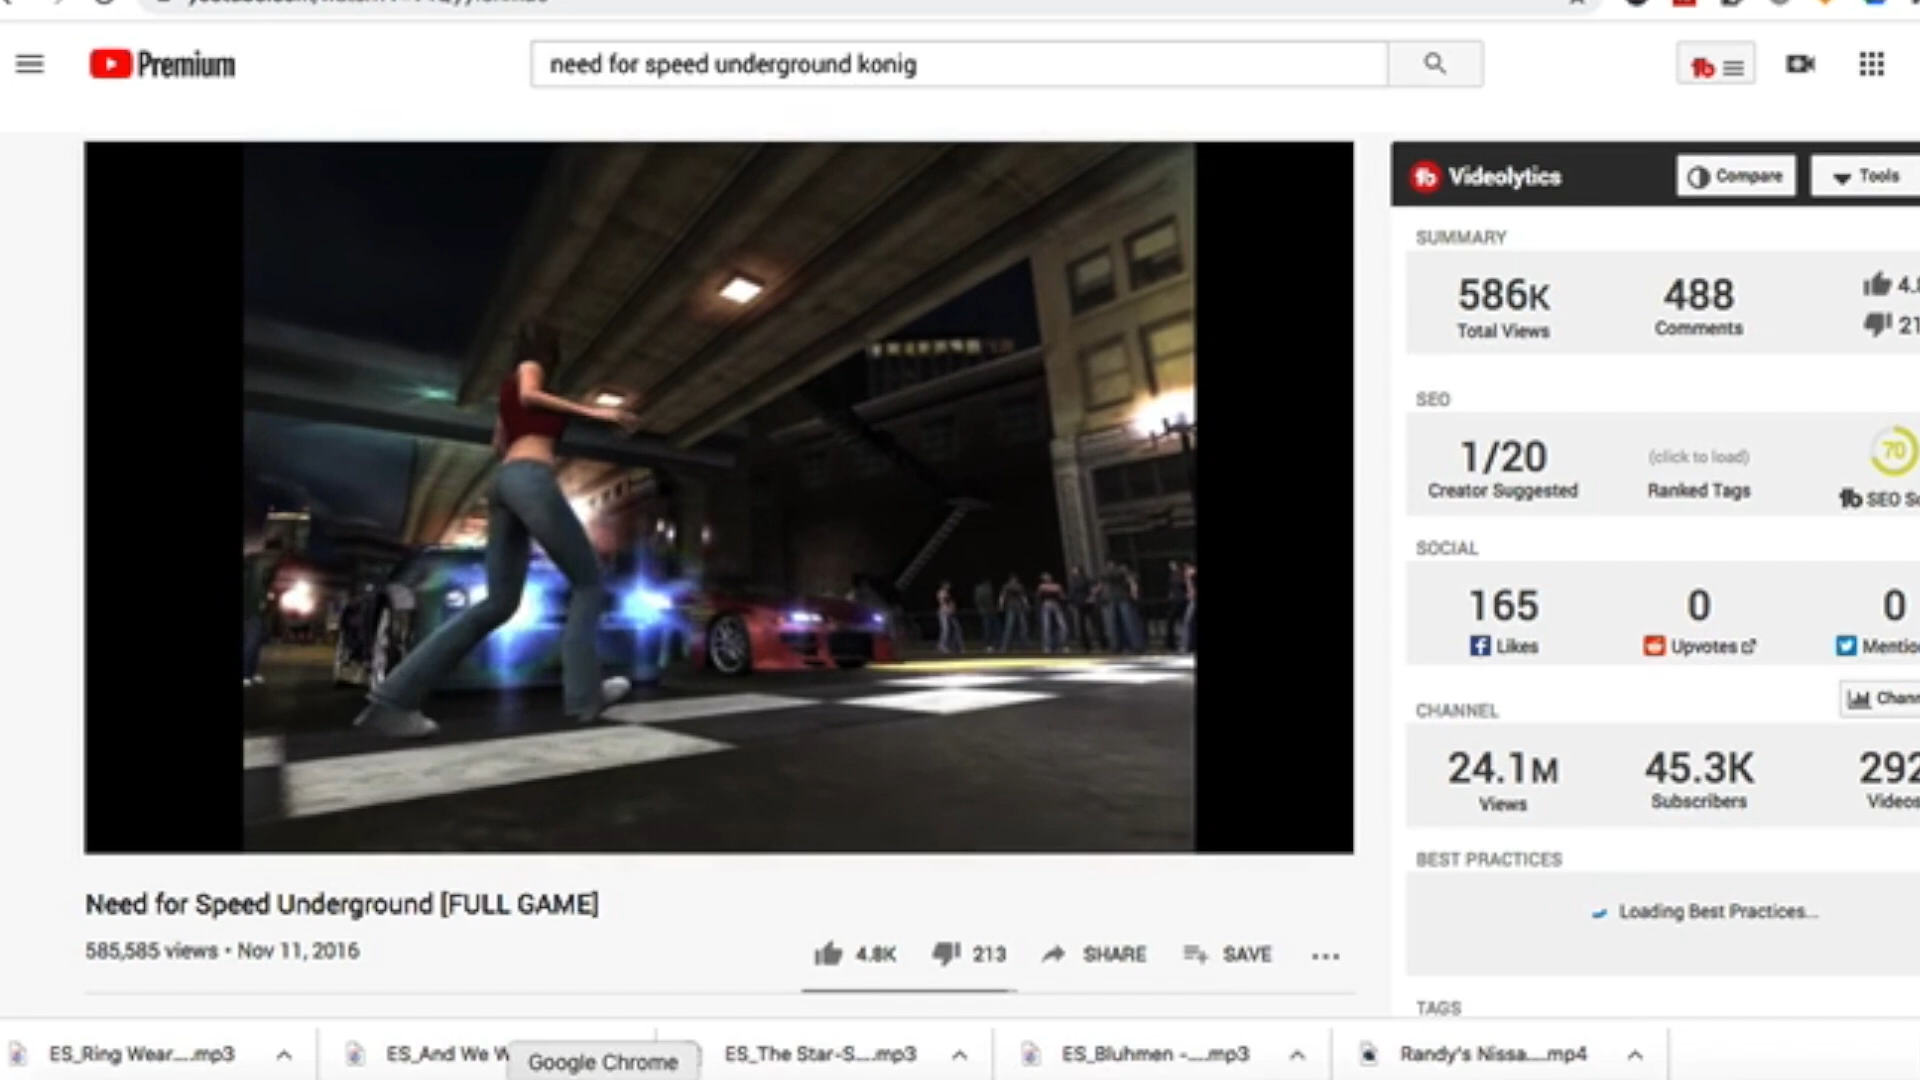 Premium
need for speed underground konig
Videolytics
Compare
Tools
SUMMARY
586K
Total Views
488
Comments
SEO
1/20
Creator Suggested
(click to load)
Ranked Tags
70
SEO
SOCIAL
165
Likes
0
Upvotes
0
CHANNEL
24.1M
Views
45.3K
Subscribers
292
Videos
BEST PRACTICES
Loading Best Practices...
TAGS
Need for Speed Underground [FULL GAME]
585,585 views • Nov 11, 2016
4.8K
213
SHARE
SAVE
ES_Ring Wear....mp3
ES_And We
Google Chrome
ES_The Star-S....mp3
ES_Bluhmen -....mp3
Randy's Nissa....mp4